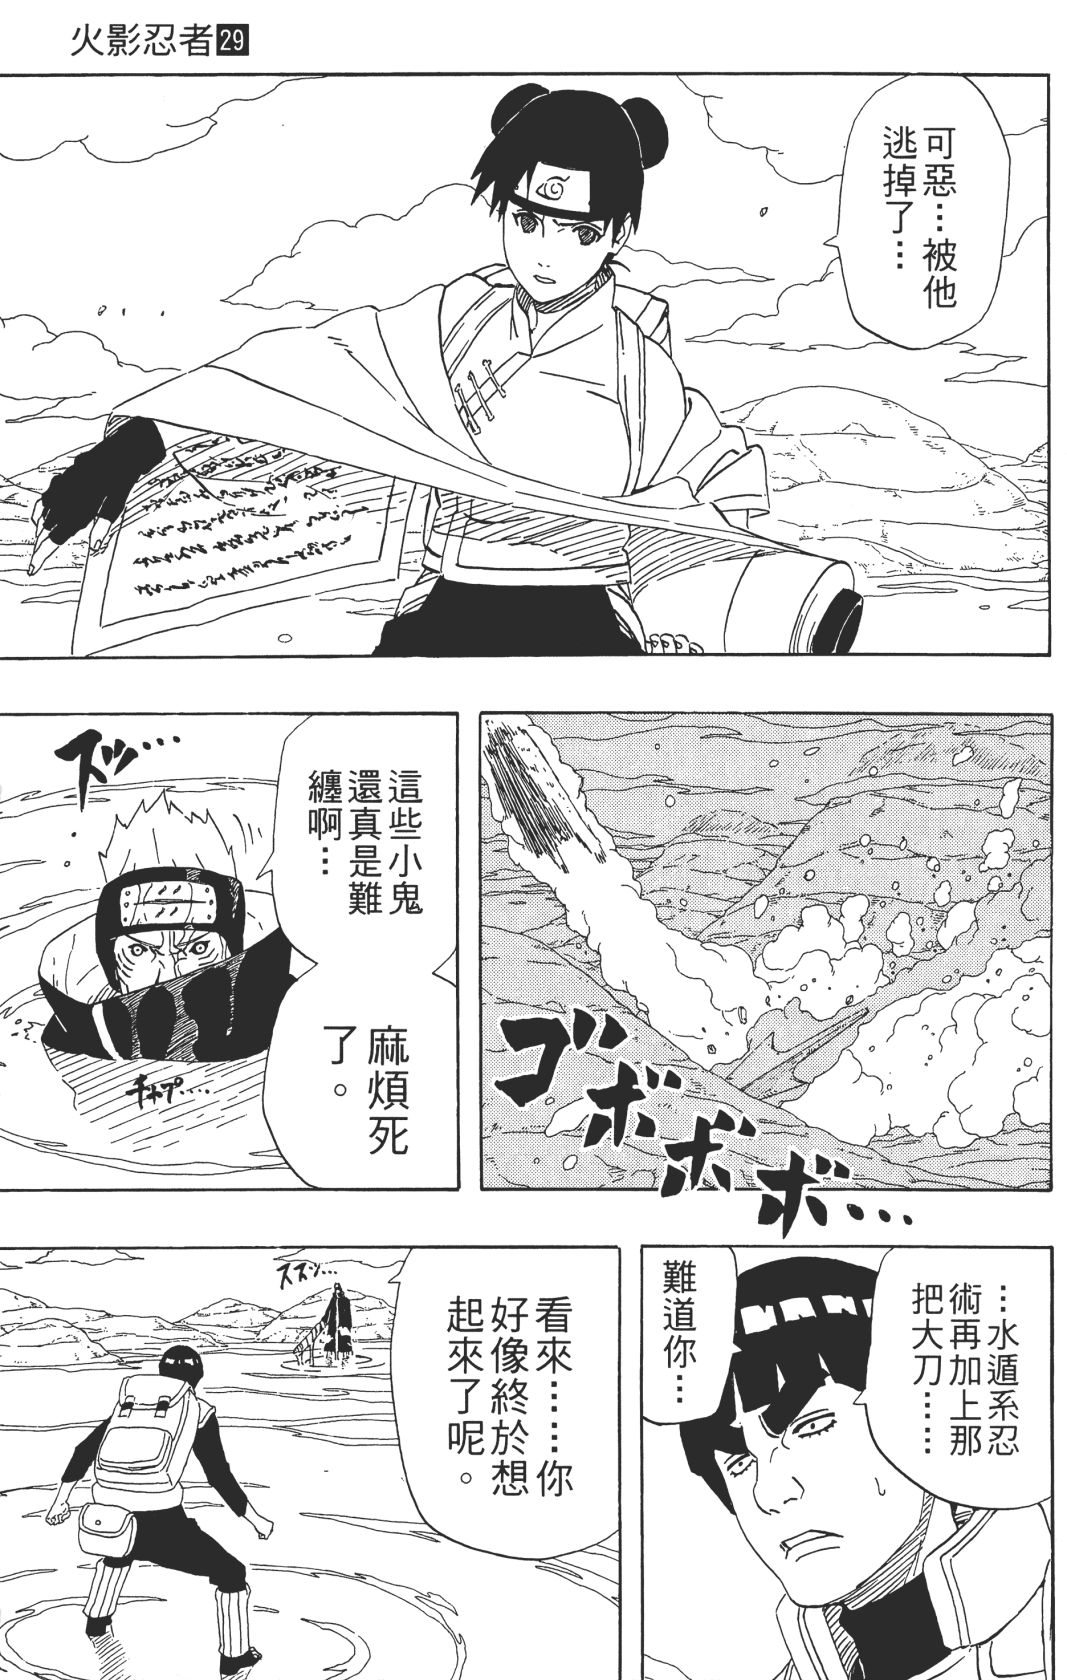 火影忍者29
可惡…被他
逃掉了…
ゴボボボ…
這些小鬼
還真是難
纏啊…
麻煩死
了。
ズッ…
チャプ…
…水遁系忍
術再加上那
把大刀……
難道你…
看來……你
好像終於想
起來了呢。
ズズッ…